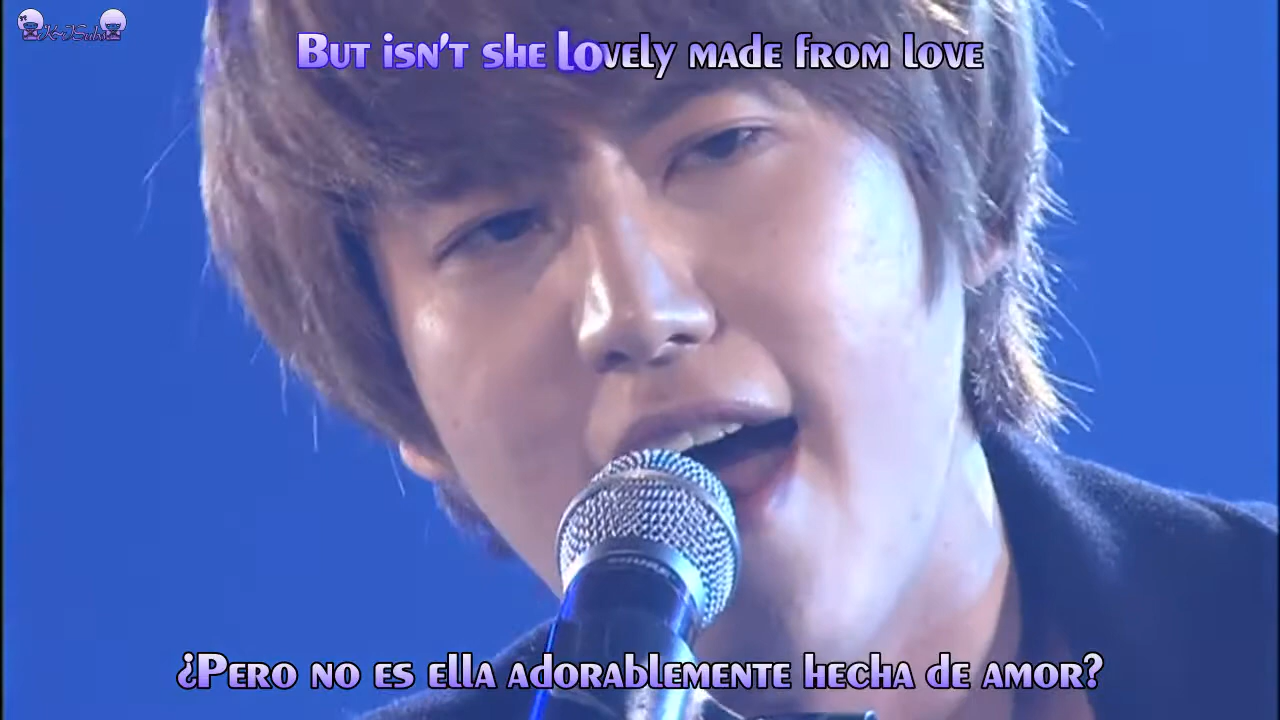 But isn't she lovely made from love
¿Pero no es ella adorablemente hecha de amor?